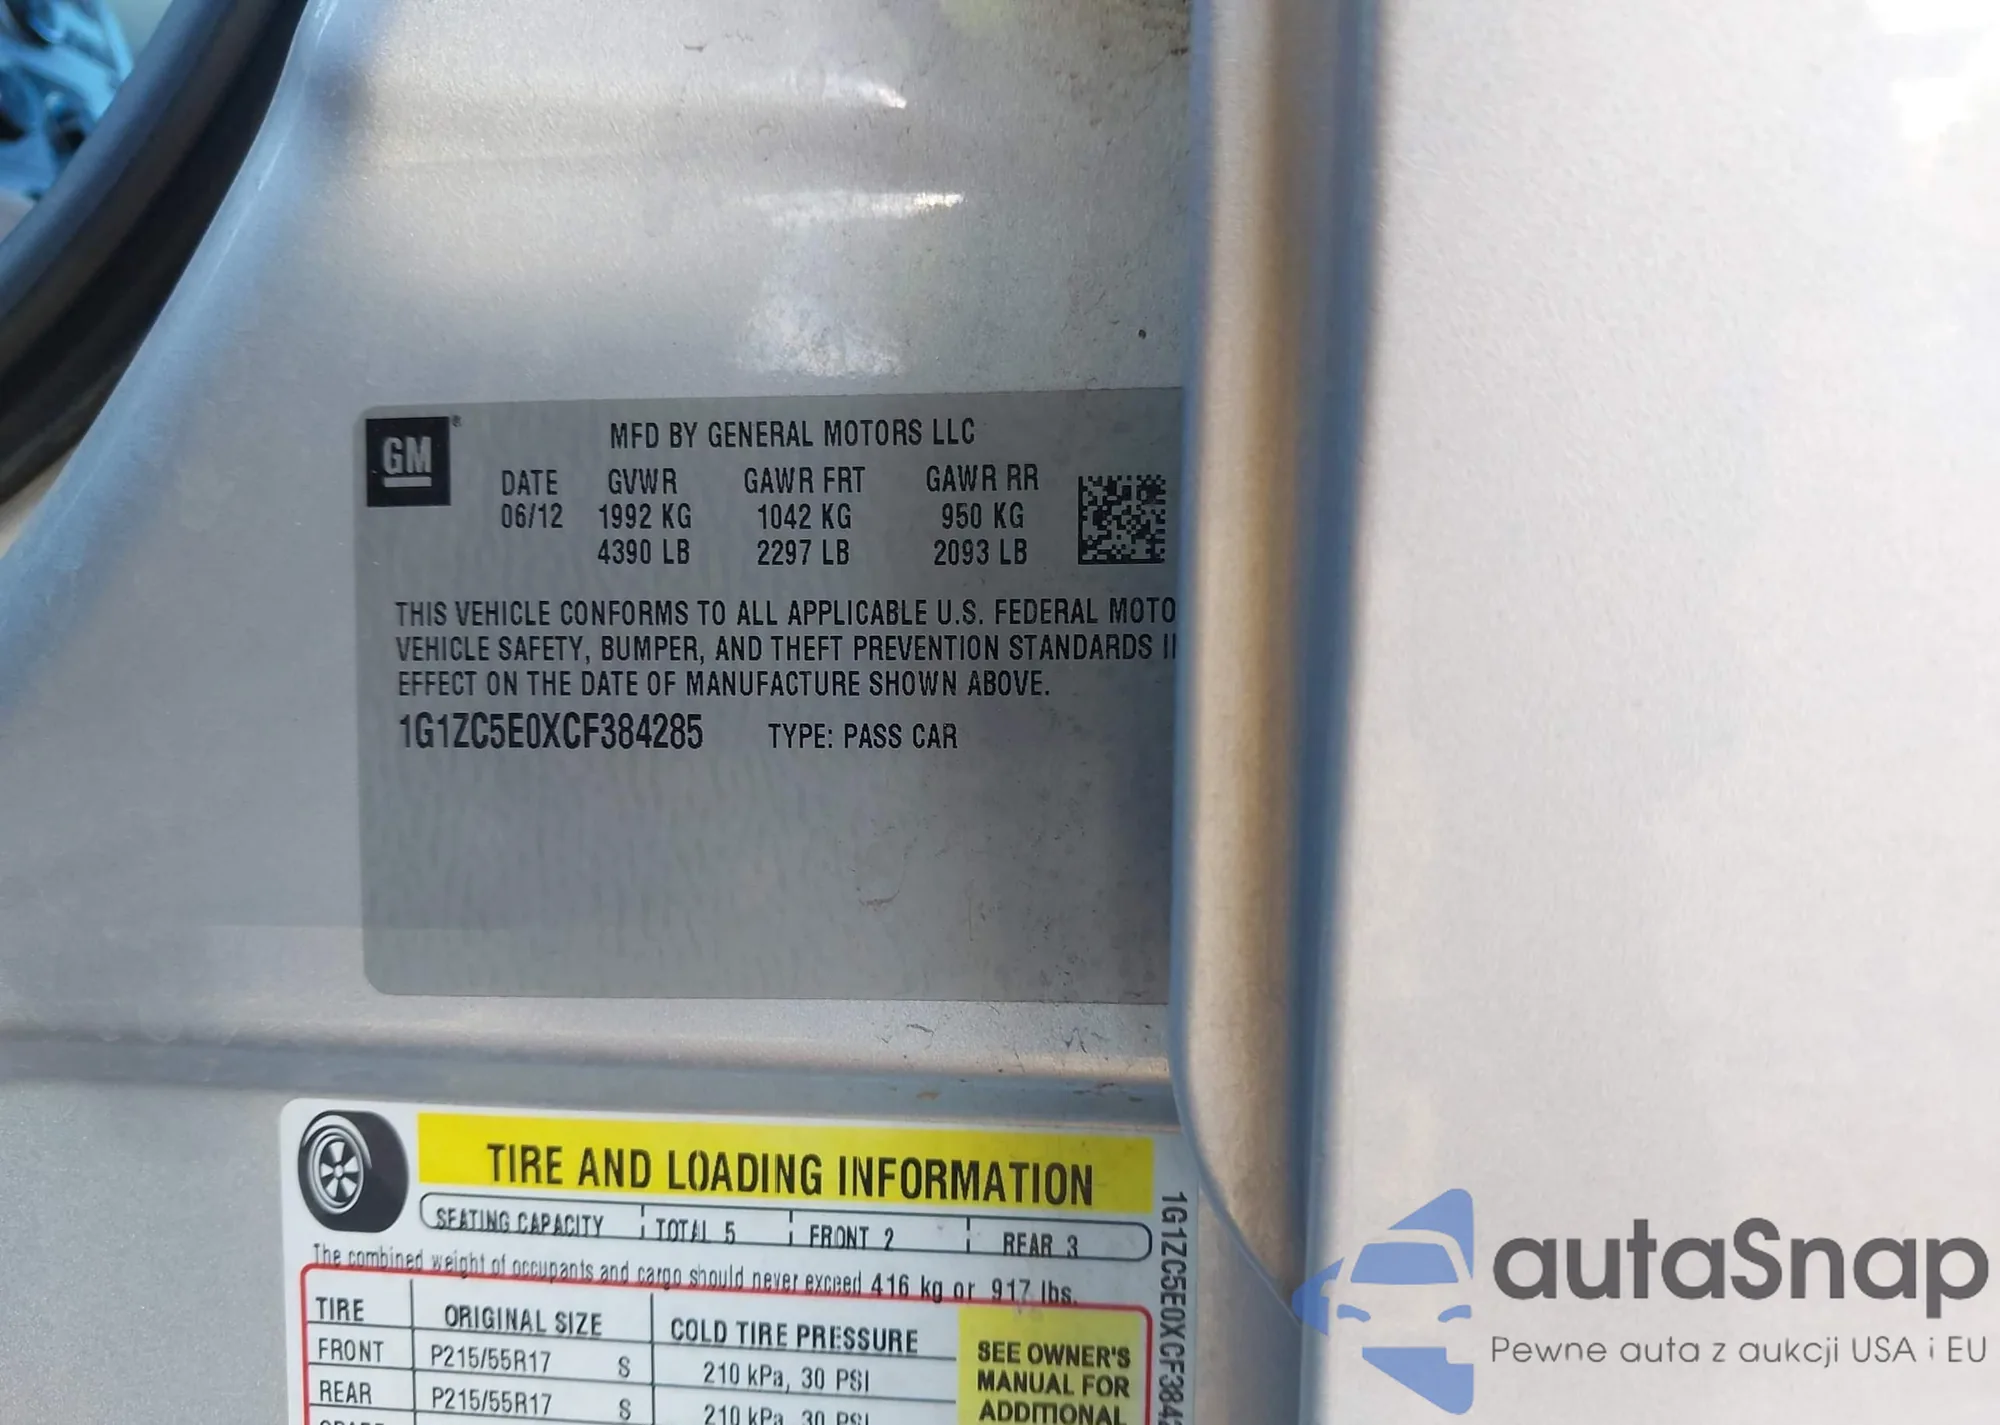 GM
MFD BY GENERAL MOTORS LLC
DATE GVWR GAWR FRT GAWR RR
06/12 1992 KG 1042 KG 950 KG
4390 LB 2297 LB 2093 LB
THIS VEHICLE CONFORMS TO ALL APPLICABLE U.S. FEDERAL MOTO
VEHICLE SAFETY, BUMPER, AND THEFT PREVENTION STANDARDS I
EFFECT ON THE DATE OF MANUFACTURE SHOWN ABOVE.
1G1ZC5E0XCF384285 TYPE: PASS CAR
TIRE AND LOADING INFORMATION
SEATING CAPACITY TOTAL 5 FRONT 2 REAR 3
The combined weight of occupants and cargo should never exceed 416 kg or 917 lbs.
TIRE ORIGINAL SIZE COLD TIRE PRESSURE
FRONT P215/55R17 S 210 kPa, 30 PSI
REAR P215/55R17 S 210 kPa, 30 PSI
SEE OWNER'S
MANUAL FOR
ADDITIONAL
1G1ZC5E0XCF384
autaSnap
Pewne auta z aukcji USA i EU